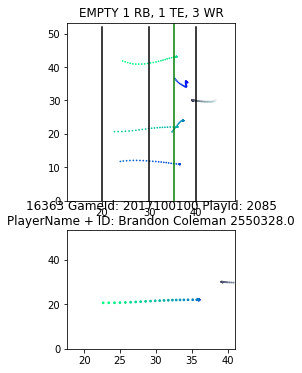 EMPTY 1 RB, 1 TE, 3 WR
50
40
30
20
10
0
20 30 40
16363 GameId: 2017100100 PlayId: 2085
PlayerName + ID: Brandon Coleman 2550328.0
40
20
0
20 25 30 35 40